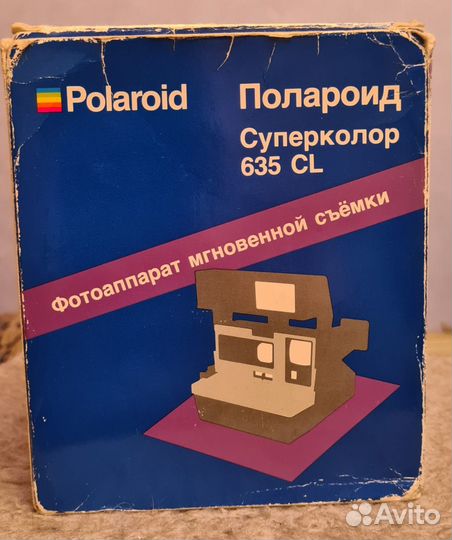 Polaroid
Полароид
Суперколор
635 CL
Фотоаппарат мгновенной съёмки
Avito